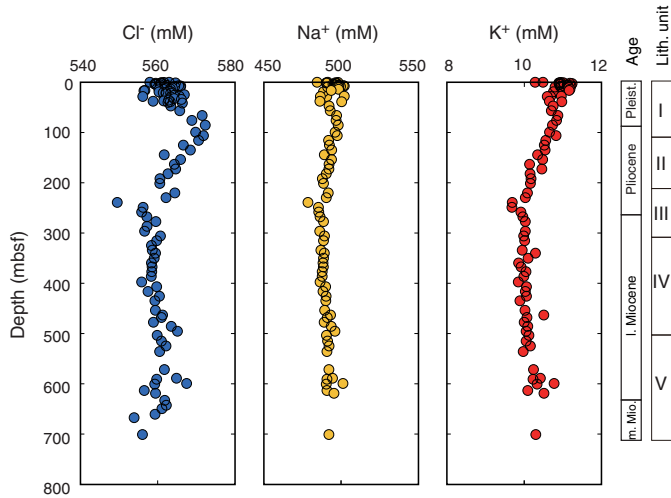 Cl⁻ (mM) Na⁺ (mM) K⁺ (mM)
540 560 580 450 500 550 8 10 12
Age
Lith. unit
0
100
200
300
400
500
600
700
800
Depth (mbsf)
Pleist.
Pliocene
l. Miocene
m. Mio.
I
II
III
IV
V